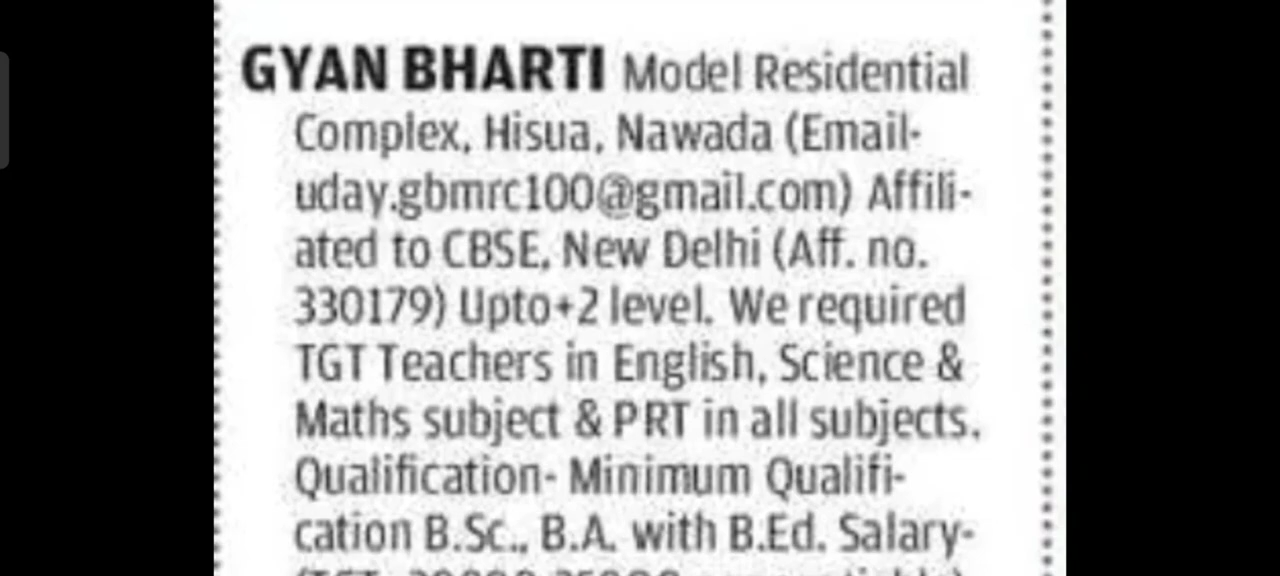 GYAN BHARTI Model Residential
Complex, Hisua, Nawada (Email-
uday.gbmrc100@gmail.com) Affili-
ated to CBSE, New Delhi (Aff. no.
330179) Upto+2 level. We required
TGT Teachers in English, Science &
Maths subject & PRT in all subjects.
Qualification- Minimum Qualifi-
cation B.Sc., B.A. with B.Ed. Salary-